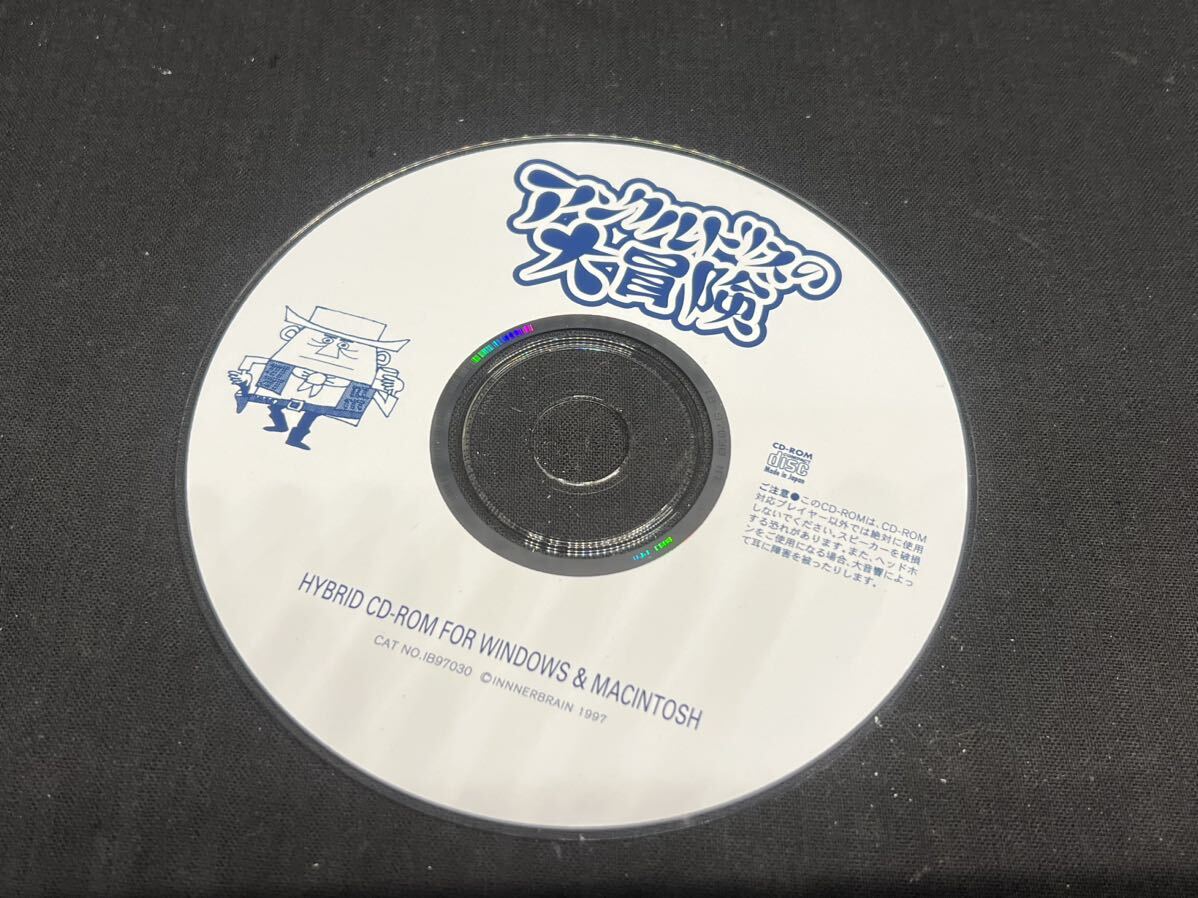 アンクルトリスの
大冒険
CD-ROM
COMPACT
disc
Made in Japan
ご注意●このCD-ROMは、CD-ROM
対応プレイヤー以外では絶対に使用
しないでください。スピーカーを破損
する恐れがあります。また、ヘッドホ
ンをご使用になる場合、大音響によっ
て耳に障害を被ったりします。
HYBRID CD-ROM FOR WINDOWS & MACINTOSH
CAT NO.IB97030 ©INNNERBRAIN 1997